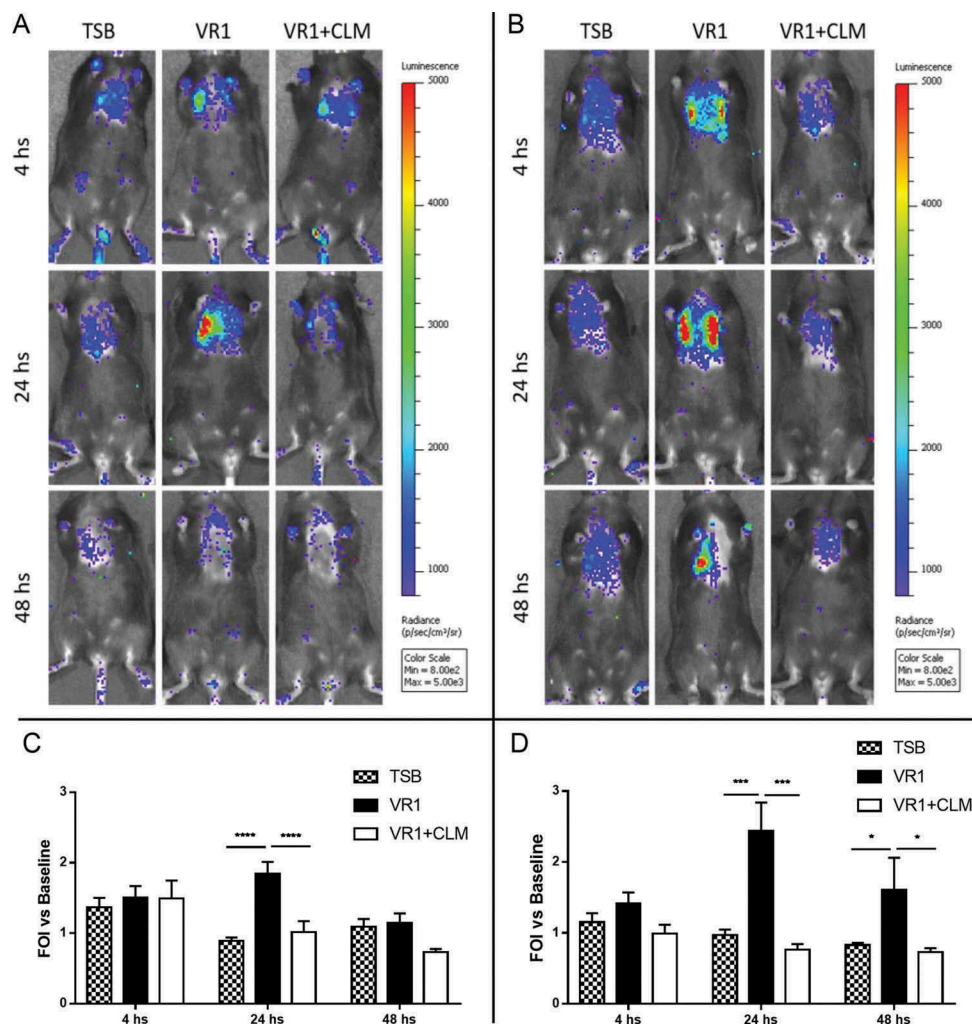 A
TSB VR1 VR1+CLM
4 hs
24 hs
48 hs
Luminescence
5000
4000
3000
2000
1000
Radiance
(p/sec/cm²/sr)
Color Scale
Min = 8.00e2
Max = 5.00e3
B
TSB VR1 VR1+CLM
4 hs
24 hs
48 hs
Luminescence
5000
4000
3000
2000
1000
Radiance
(p/sec/cm²/sr)
Color Scale
Min = 8.00e2
Max = 5.00e3
C
TSB
VR1
VR1+CLM
FOI vs Baseline
3
2
1
0
**** ****
4 hs 24 hs 48 hs
D
TSB
VR1
VR1+CLM
FOI vs Baseline
3
2
1
0
*** ***
* *
4 hs 24 hs 48 hs